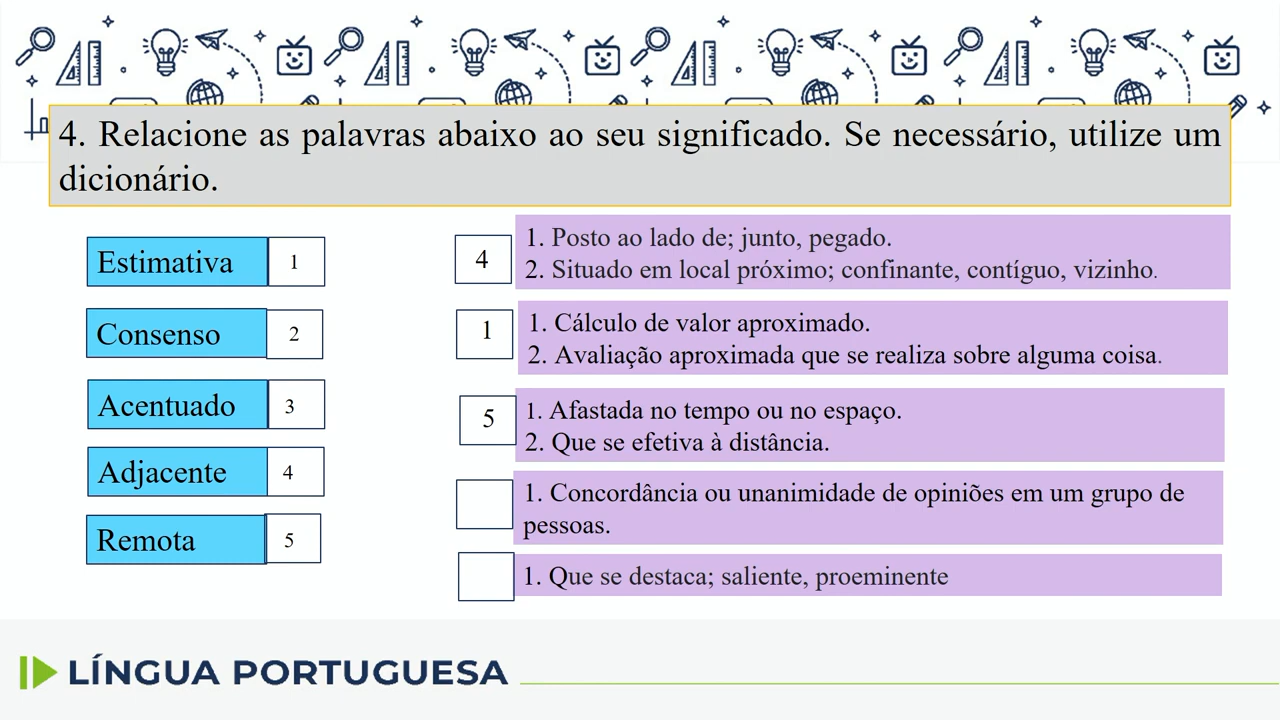 4. Relacione as palavras abaixo ao seu significado. Se necessário, utilize um
dicionário.
Estimativa 1
Consenso 2
Acentuado 3
Adjacente 4
Remota 5
4
1. Posto ao lado de; junto, pegado.
2. Situado em local próximo; confinante, contíguo, vizinho.
1
1. Cálculo de valor aproximado.
2. Avaliação aproximada que se realiza sobre alguma coisa.
5
1. Afastada no tempo ou no espaço.
2. Que se efetiva à distância.
1. Concordância ou unanimidade de opiniões em um grupo de
pessoas.
1. Que se destaca; saliente, proeminente
LÍNGUA PORTUGUESA